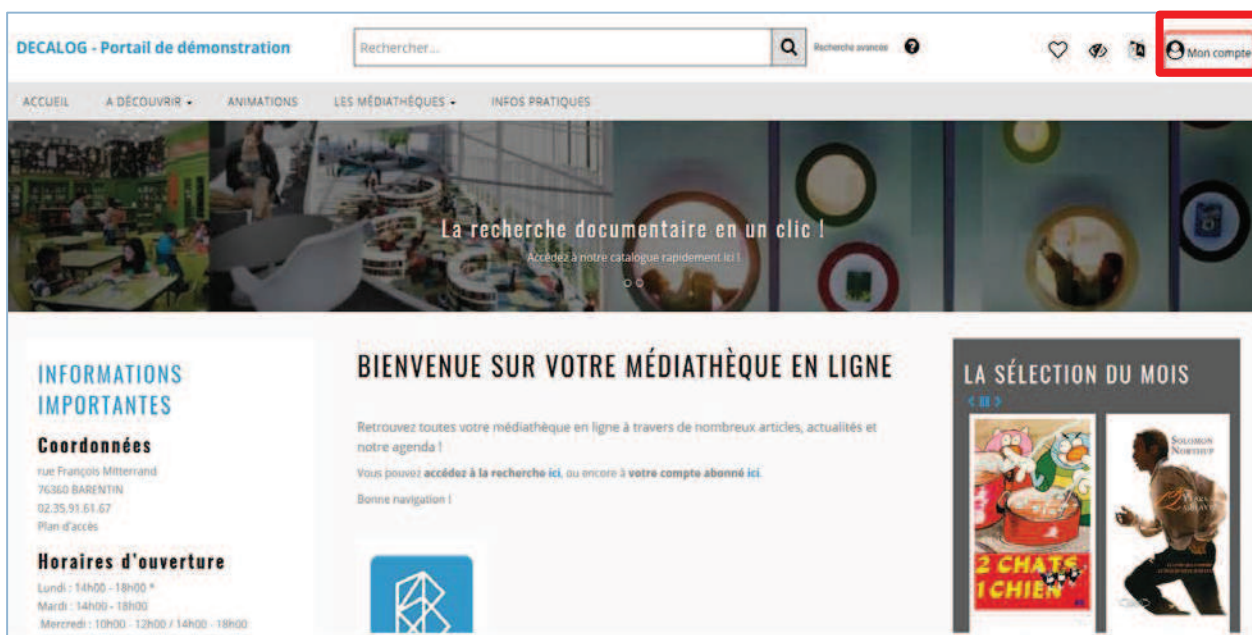 DECALOG - Portail de démonstration
Rechercher...
Recherche avancée
Mon compte
ACCUEIL
A DÉCOUVRIR
ANIMATIONS
LES MÉDIATHÈQUES
INFOS PRATIQUES
La recherche documentaire en un clic !
Accédez à notre catalogue rapidement ici !
INFORMATIONS
IMPORTANTES
Coordonnées
rue François Mitterrand
76360 BARENTIN
02.35.91.61.67
Plan d'accès
Horaires d'ouverture
Lundi : 14h00 - 18h00 *
Mardi : 14h00 - 18h00
Mercredi : 10h00 - 12h00 / 14h00 - 18h00
BIENVENUE SUR VOTRE MÉDIATHÈQUE EN LIGNE
Retrouvez toutes votre médiathèque en ligne à travers de nombreux articles, actualités et
notre agenda !
Vous pouvez accédez à la recherche ici, ou encore à votre compte abonné ici.
Bonne navigation !
LA SÉLECTION DU MOIS
2 CHATS
1 CHIEN
SOLOMON
NORTHUP